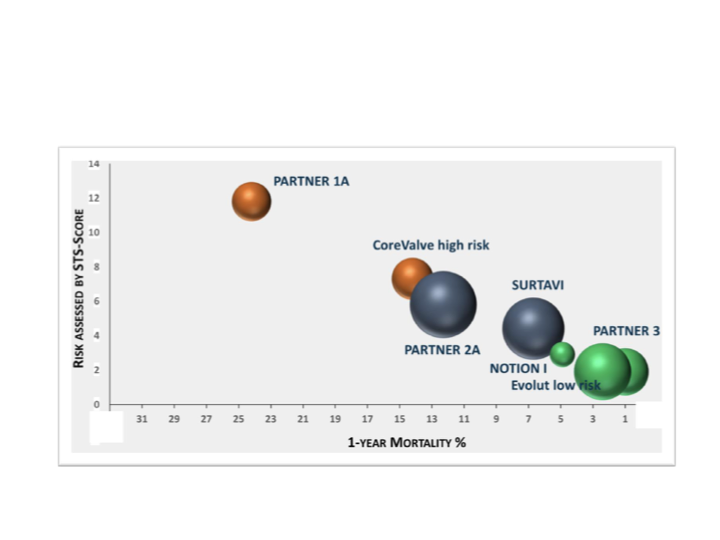 14
PARTNER 1A
12
10
CoreValve high risk
8
SURTAVI
6
PARTNER 3
4
PARTNER 2A
NOTION I
2
Evolut low risk
0
RISK ASSESSED BY STS-SCORE
31 29 27 25 23 21 19 17 15 13 11 9 7 5 3 1
1-YEAR MORTALITY %